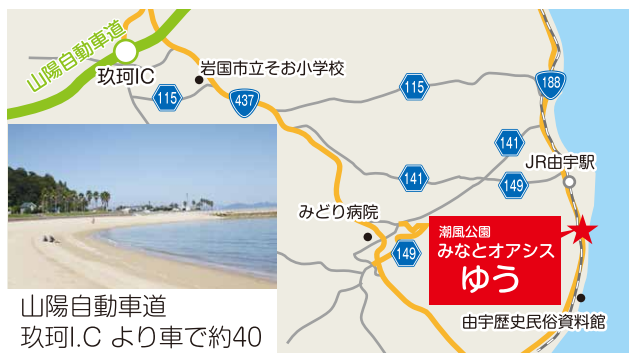 山陽自動車道
玖珂IC
岩国市立そお小学校
115
437
115
188
141
JR由宇駅
141
149
みどり病院
149
潮風公園
みなとオアシス
ゆう
由宇歴史民俗資料館
山陽自動車道
玖珂I.C より車で約40